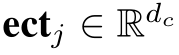 ect_j ∈ ℝ^{d_c}